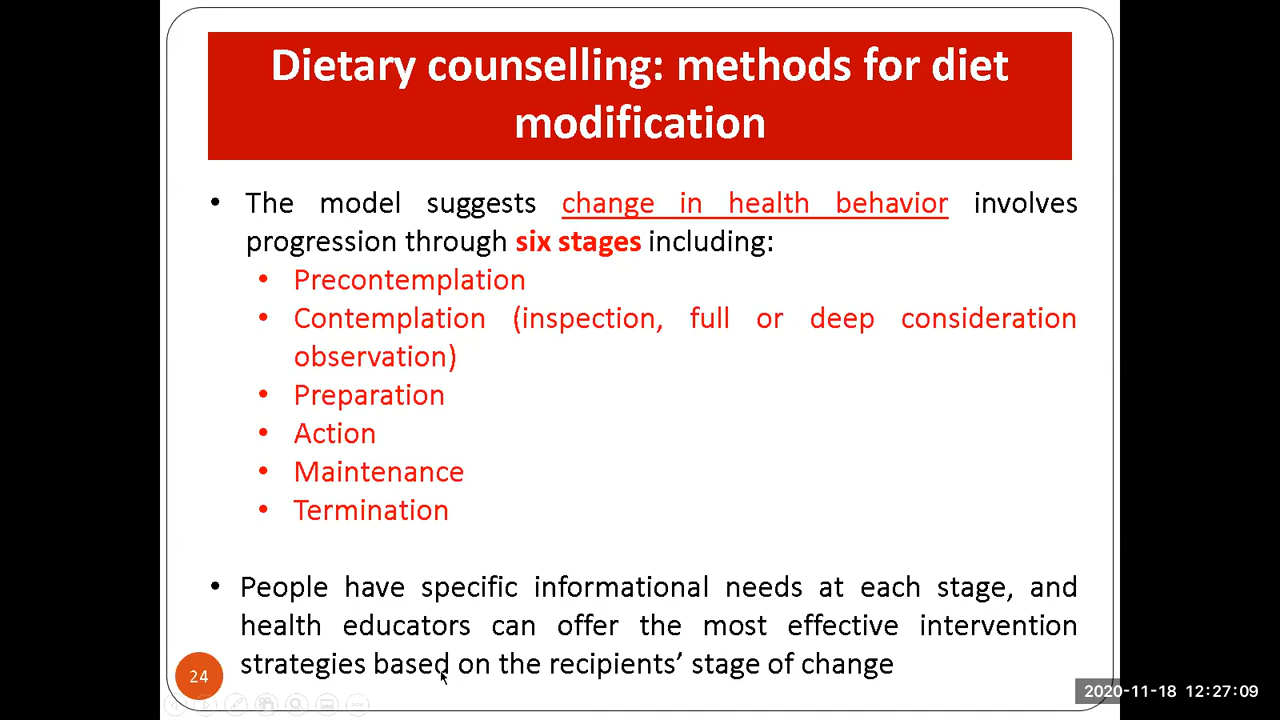 Dietary counselling: methods for diet
modification
• The model suggests change in health behavior involves
progression through six stages including:
• Precontemplation
• Contemplation (inspection, full or deep consideration
observation)
• Preparation
• Action
• Maintenance
• Termination
• People have specific informational needs at each stage, and
health educators can offer the most effective intervention
strategies based on the recipients’ stage of change
24
2020-11-18 12:27:09